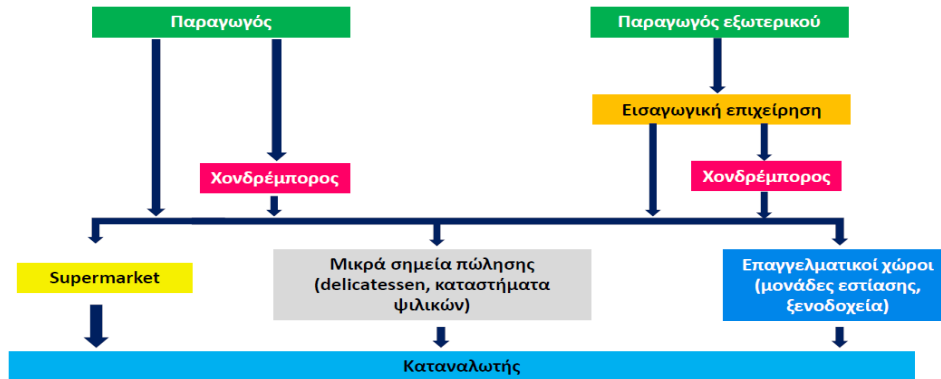 Παραγωγός
Παραγωγός εξωτερικού
Εισαγωγική επιχείρηση
Χονδρέμπορος
Χονδρέμπορος
Supermarket
Μικρά σημεία πώλησης
(delicatessen, καταστήματα
ψιλικών)
Επαγγελματικοί χώροι
(μονάδες εστίασης,
ξενοδοχεία)
Καταναλωτής